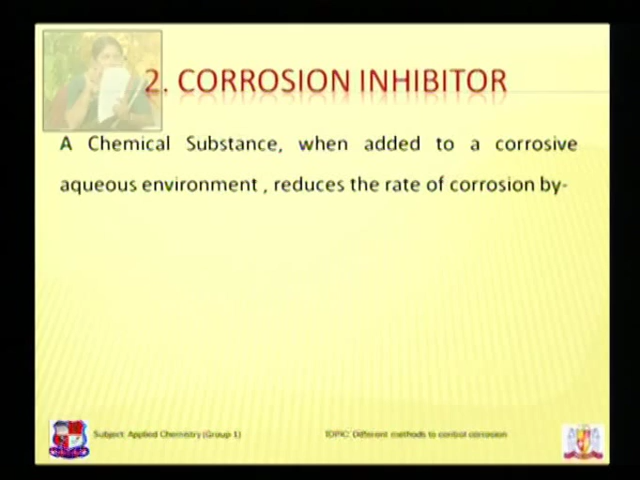 2. CORROSION INHIBITOR
A Chemical Substance, when added to a corrosive
aqueous environment , reduces the rate of corrosion by-
Subject: Applied Chemistry (Group 1)
TOPIC: Different methods to control corrosion